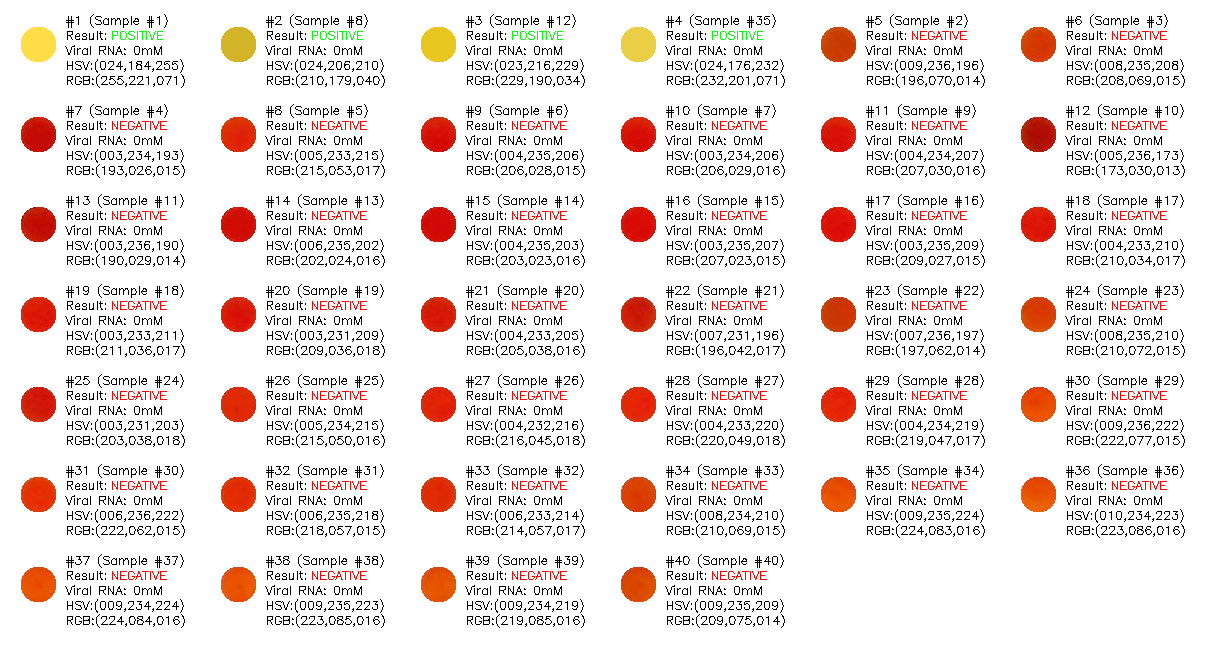 #1 (Sample #1)
Result: POSITIVE
Viral RNA: 0mM
HSV:(024,184,255)
RGB:(255,221,071)
#2 (Sample #8)
Result: POSITIVE
Viral RNA: 0mM
HSV:(024,206,210)
RGB:(210,179,040)
#3 (Sample #12)
Result: POSITIVE
Viral RNA: 0mM
HSV:(023,216,229)
RGB:(229,190,034)
#4 (Sample #35)
Result: POSITIVE
Viral RNA: 0mM
HSV:(024,176,232)
RGB:(232,201,071)
#5 (Sample #2)
Result: NEGATIVE
Viral RNA: 0mM
HSV:(009,236,196)
RGB:(196,070,014)
#6 (Sample #3)
Result: NEGATIVE
Viral RNA: 0mM
HSV:(008,235,208)
RGB:(208,069,015)
#7 (Sample #4)
Result: NEGATIVE
Viral RNA: 0mM
HSV:(003,234,193)
RGB:(193,026,015)
#8 (Sample #5)
Result: NEGATIVE
Viral RNA: 0mM
HSV:(005,233,215)
RGB:(215,053,017)
#9 (Sample #6)
Result: NEGATIVE
Viral RNA: 0mM
HSV:(004,235,206)
RGB:(206,028,015)
#10 (Sample #7)
Result: NEGATIVE
Viral RNA: 0mM
HSV:(003,234,206)
RGB:(206,029,016)
#11 (Sample #9)
Result: NEGATIVE
Viral RNA: 0mM
HSV:(004,234,207)
RGB:(207,030,016)
#12 (Sample #10)
Result: NEGATIVE
Viral RNA: 0mM
HSV:(005,236,173)
RGB:(173,030,013)
#13 (Sample #11)
Result: NEGATIVE
Viral RNA: 0mM
HSV:(003,236,190)
RGB:(190,029,014)
#14 (Sample #13)
Result: NEGATIVE
Viral RNA: 0mM
HSV:(006,235,202)
RGB:(202,024,016)
#15 (Sample #14)
Result: NEGATIVE
Viral RNA: 0mM
HSV:(004,235,203)
RGB:(203,023,016)
#16 (Sample #15)
Result: NEGATIVE
Viral RNA: 0mM
HSV:(003,235,207)
RGB:(207,023,015)
#17 (Sample #16)
Result: NEGATIVE
Viral RNA: 0mM
HSV:(003,235,209)
RGB:(209,027,015)
#18 (Sample #17)
Result: NEGATIVE
Viral RNA: 0mM
HSV:(004,233,210)
RGB:(210,034,017)
#19 (Sample #18)
Result: NEGATIVE
Viral RNA: 0mM
HSV:(003,233,211)
RGB:(211,036,017)
#20 (Sample #19)
Result: NEGATIVE
Viral RNA: 0mM
HSV:(003,231,209)
RGB:(209,036,018)
#21 (Sample #20)
Result: NEGATIVE
Viral RNA: 0mM
HSV:(004,233,205)
RGB:(205,038,016)
#22 (Sample #21)
Result: NEGATIVE
Viral RNA: 0mM
HSV:(007,231,196)
RGB:(196,042,017)
#23 (Sample #22)
Result: NEGATIVE
Viral RNA: 0mM
HSV:(007,236,197)
RGB:(197,062,014)
#24 (Sample #23)
Result: NEGATIVE
Viral RNA: 0mM
HSV:(008,235,210)
RGB:(210,072,015)
#25 (Sample #24)
Result: NEGATIVE
Viral RNA: 0mM
HSV:(003,231,203)
RGB:(203,038,018)
#26 (Sample #25)
Result: NEGATIVE
Viral RNA: 0mM
HSV:(005,234,215)
RGB:(215,050,016)
#27 (Sample #26)
Result: NEGATIVE
Viral RNA: 0mM
HSV:(004,232,216)
RGB:(216,045,018)
#28 (Sample #27)
Result: NEGATIVE
Viral RNA: 0mM
HSV:(004,233,220)
RGB:(220,049,018)
#29 (Sample #28)
Result: NEGATIVE
Viral RNA: 0mM
HSV:(004,234,219)
RGB:(219,047,017)
#30 (Sample #29)
Result: NEGATIVE
Viral RNA: 0mM
HSV:(009,236,222)
RGB:(222,077,015)
#31 (Sample #30)
Result: NEGATIVE
Viral RNA: 0mM
HSV:(006,236,222)
RGB:(222,062,015)
#32 (Sample #31)
Result: NEGATIVE
Viral RNA: 0mM
HSV:(006,235,218)
RGB:(218,057,015)
#33 (Sample #32)
Result: NEGATIVE
Viral RNA: 0mM
HSV:(006,233,214)
RGB:(214,057,017)
#34 (Sample #33)
Result: NEGATIVE
Viral RNA: 0mM
HSV:(008,234,210)
RGB:(210,069,015)
#35 (Sample #34)
Result: NEGATIVE
Viral RNA: 0mM
HSV:(009,235,224)
RGB:(224,083,016)
#36 (Sample #36)
Result: NEGATIVE
Viral RNA: 0mM
HSV:(010,234,223)
RGB:(223,086,016)
#37 (Sample #37)
Result: NEGATIVE
Viral RNA: 0mM
HSV:(009,234,224)
RGB:(224,084,016)
#38 (Sample #38)
Result: NEGATIVE
Viral RNA: 0mM
HSV:(009,235,223)
RGB:(223,085,016)
#39 (Sample #39)
Result: NEGATIVE
Viral RNA: 0mM
HSV:(009,234,219)
RGB:(219,085,016)
#40 (Sample #40)
Result: NEGATIVE
Viral RNA: 0mM
HSV:(009,235,209)
RGB:(209,075,014)